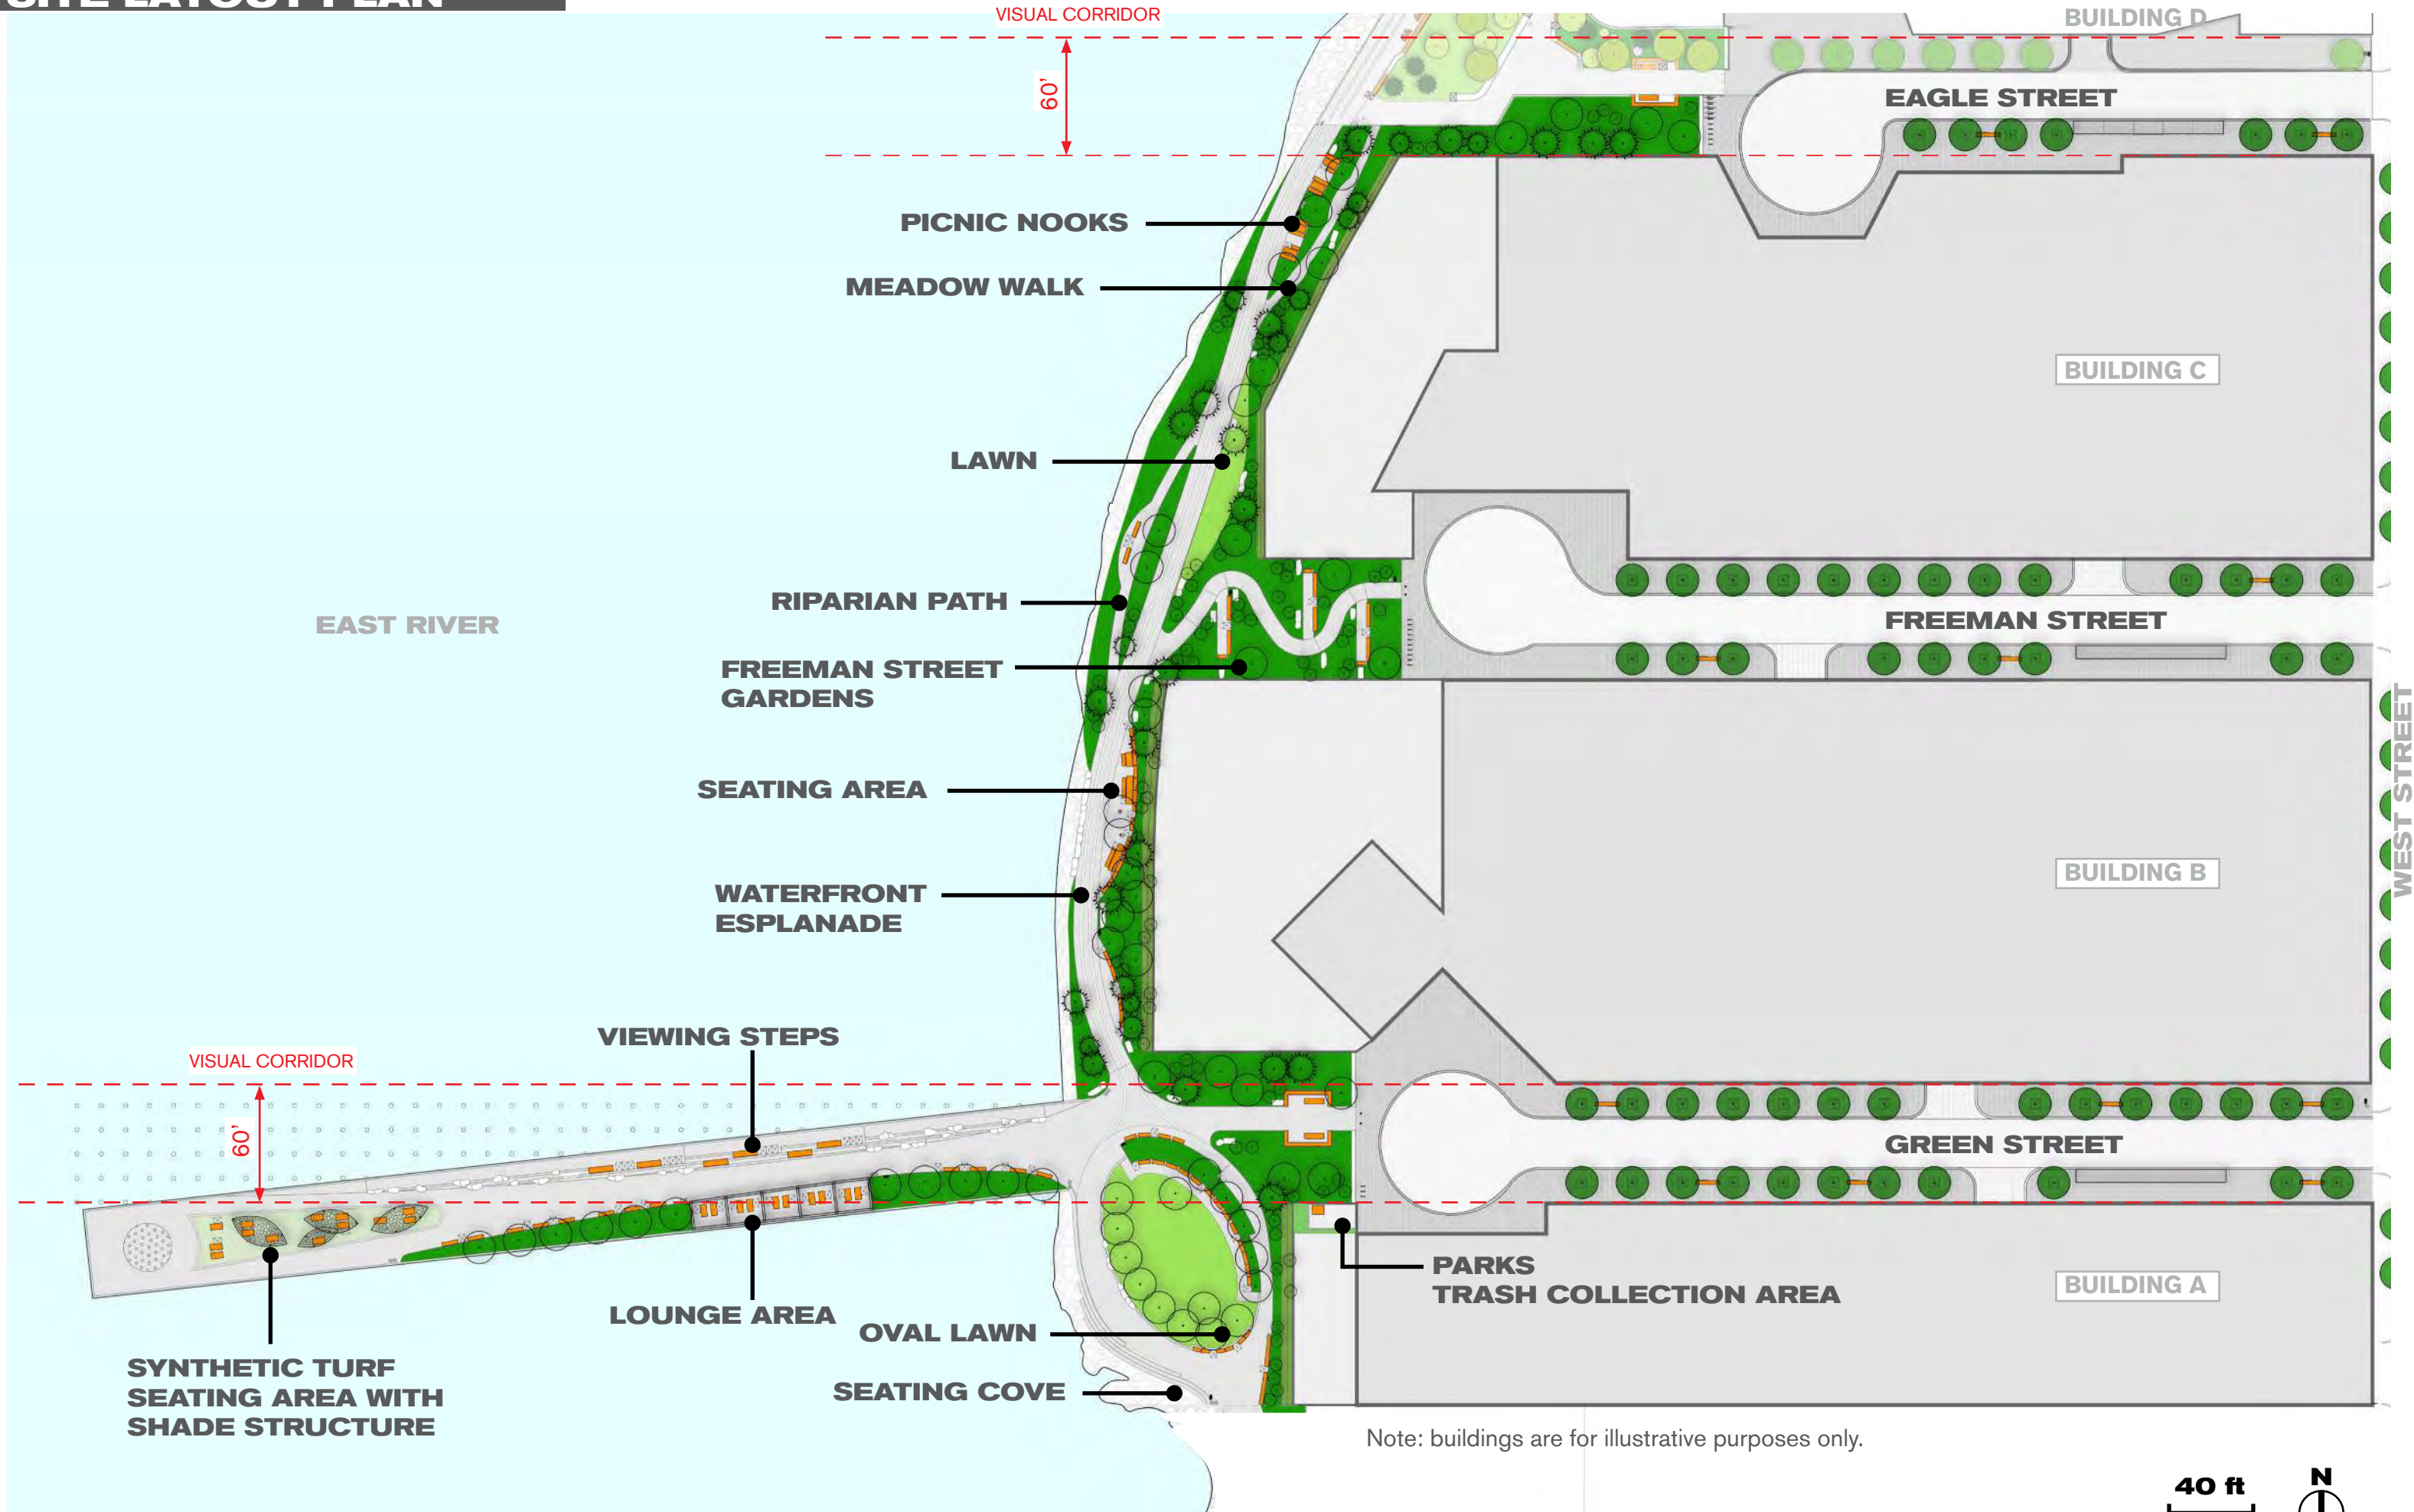 SITE LAYOUT PLAN
VISUAL CORRIDOR
BUILDING D
60'
EAGLE STREET
PICNIC NOOKS
MEADOW WALK
BUILDING C
LAWN
RIPARIAN PATH
EAST RIVER
FREEMAN STREET
FREEMAN STREET
GARDENS
WEST STREET
SEATING AREA
BUILDING B
WATERFRONT
ESPLANADE
VIEWING STEPS
VISUAL CORRIDOR
60'
GREEN STREET
PARKS
TRASH COLLECTION AREA
BUILDING A
LOUNGE AREA
OVAL LAWN
SYNTHETIC TURF
SEATING AREA WITH
SHADE STRUCTURE
SEATING COVE
Note: buildings are for illustrative purposes only.
40 ft
N